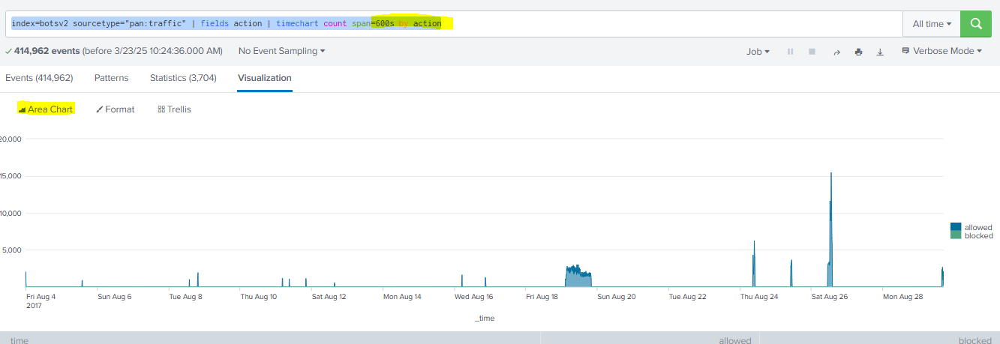 index=botsv2 sourcetype="pan:traffic" | fields action | timechart count span=600s by action
All time
414,962 events (before 3/23/25 10:24:36.000 AM)
No Event Sampling
Job
Verbose Mode
Events (414,962)
Patterns
Statistics (3,704)
Visualization
Area Chart
Format
Trellis
20,000
15,000
10,000
5,000
allowed
blocked
Fri Aug 4
2017
Sun Aug 6
Tue Aug 8
Thu Aug 10
Sat Aug 12
Mon Aug 14
Wed Aug 16
Fri Aug 18
Sun Aug 20
Tue Aug 22
Thu Aug 24
Sat Aug 26
Mon Aug 28
_time
time
allowed
blocked